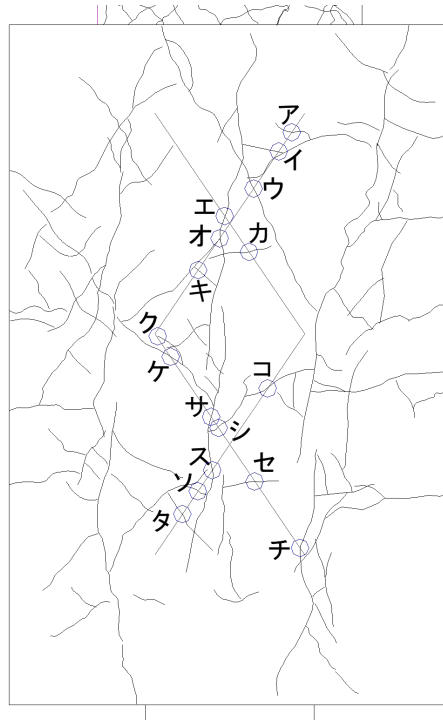 ア
イ
ウ
エ
オ
カ
キ
ク
ケ
コ
サ
シ
ス
セ
ソ
タ
チ